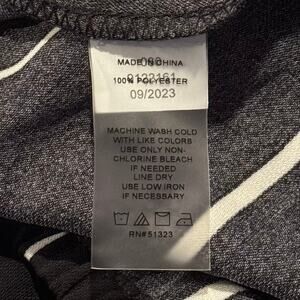 MADE IN CHINA
100% POLYESTER
09/2023
MACHINE WASH COLD
WITH LIKE COLORS
USE ONLY NON-
CHLORINE BLEACH
IF NEEDED
LINE DRY
USE LOW IRON
IF NECESSARY
RN#51323